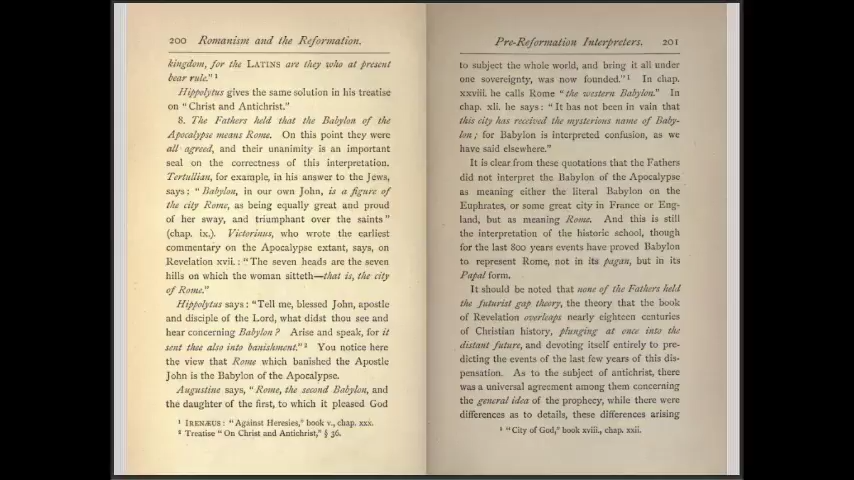 200 Romanism and the Reformation.
kingdom, for the LATINS are they who at present
bear rule." 1
Hippolytus gives the same solution in his treatise
on "Christ and Antichrist."
8. The Fathers held that the Babylon of the
Apocalypse means Rome. On this point they were
all agreed, and their unanimity is an important
seal on the correctness of this interpretation.
Tertullian, for example, in his answer to the Jews,
says: "Babylon, in our own John, is a figure of
the city Rome, as being equally great and proud
of her sway, and triumphant over the saints"
(chap. ix.). Victorinus, who wrote the earliest
commentary on the Apocalypse extant, says, on
Revelation xvii.: "The seven heads are the seven
hills on which the woman sitteth—that is, the city
of Rome."
Hippolytus says: "Tell me, blessed John, apostle
and disciple of the Lord, what didst thou see and
hear concerning Babylon? Arise and speak, for it
sent thee also into banishment." 2 You notice here
the view that Rome which banished the Apostle
John is the Babylon of the Apocalypse.
Augustine says, "Rome, the second Babylon, and
the daughter of the first, to which it pleased God
1 IRENÆUS: "Against Heresies," book v., chap. xxx.
2 Treatise "On Christ and Antichrist," § 36.
Pre-Reformation Interpreters. 201
to subject the whole world, and bring it all under
one sovereignty, was now founded." 1 In chap.
xxviii. he calls Rome "the western Babylon." In
chap. xli. he says: "It has not been in vain that
this city has received the mysterious name of Baby-
lon; for Babylon is interpreted confusion, as we
have said elsewhere."
It is clear from these quotations that the Fathers
did not interpret the Babylon of the Apocalypse
as meaning either the literal Babylon on the
Euphrates, or some great city in France or Eng-
land, but as meaning Rome. And this is still
the interpretation of the historic school, though
for the last 800 years events have proved Babylon
to represent Rome, not in its pagan, but in its
Papal form.
It should be noted that none of the Fathers held
the futurist gap theory, the theory that the book
of Revelation overleaps nearly eighteen centuries
of Christian history, plunging at once into the
distant future, and devoting itself entirely to pre-
dicting the events of the last few years of this dis-
pensation. As to the subject of antichrist, there
was a universal agreement among them concerning
the general idea of the prophecy, while there were
differences as to details, these differences arising
1 "City of God," book xviii., chap. xxii.